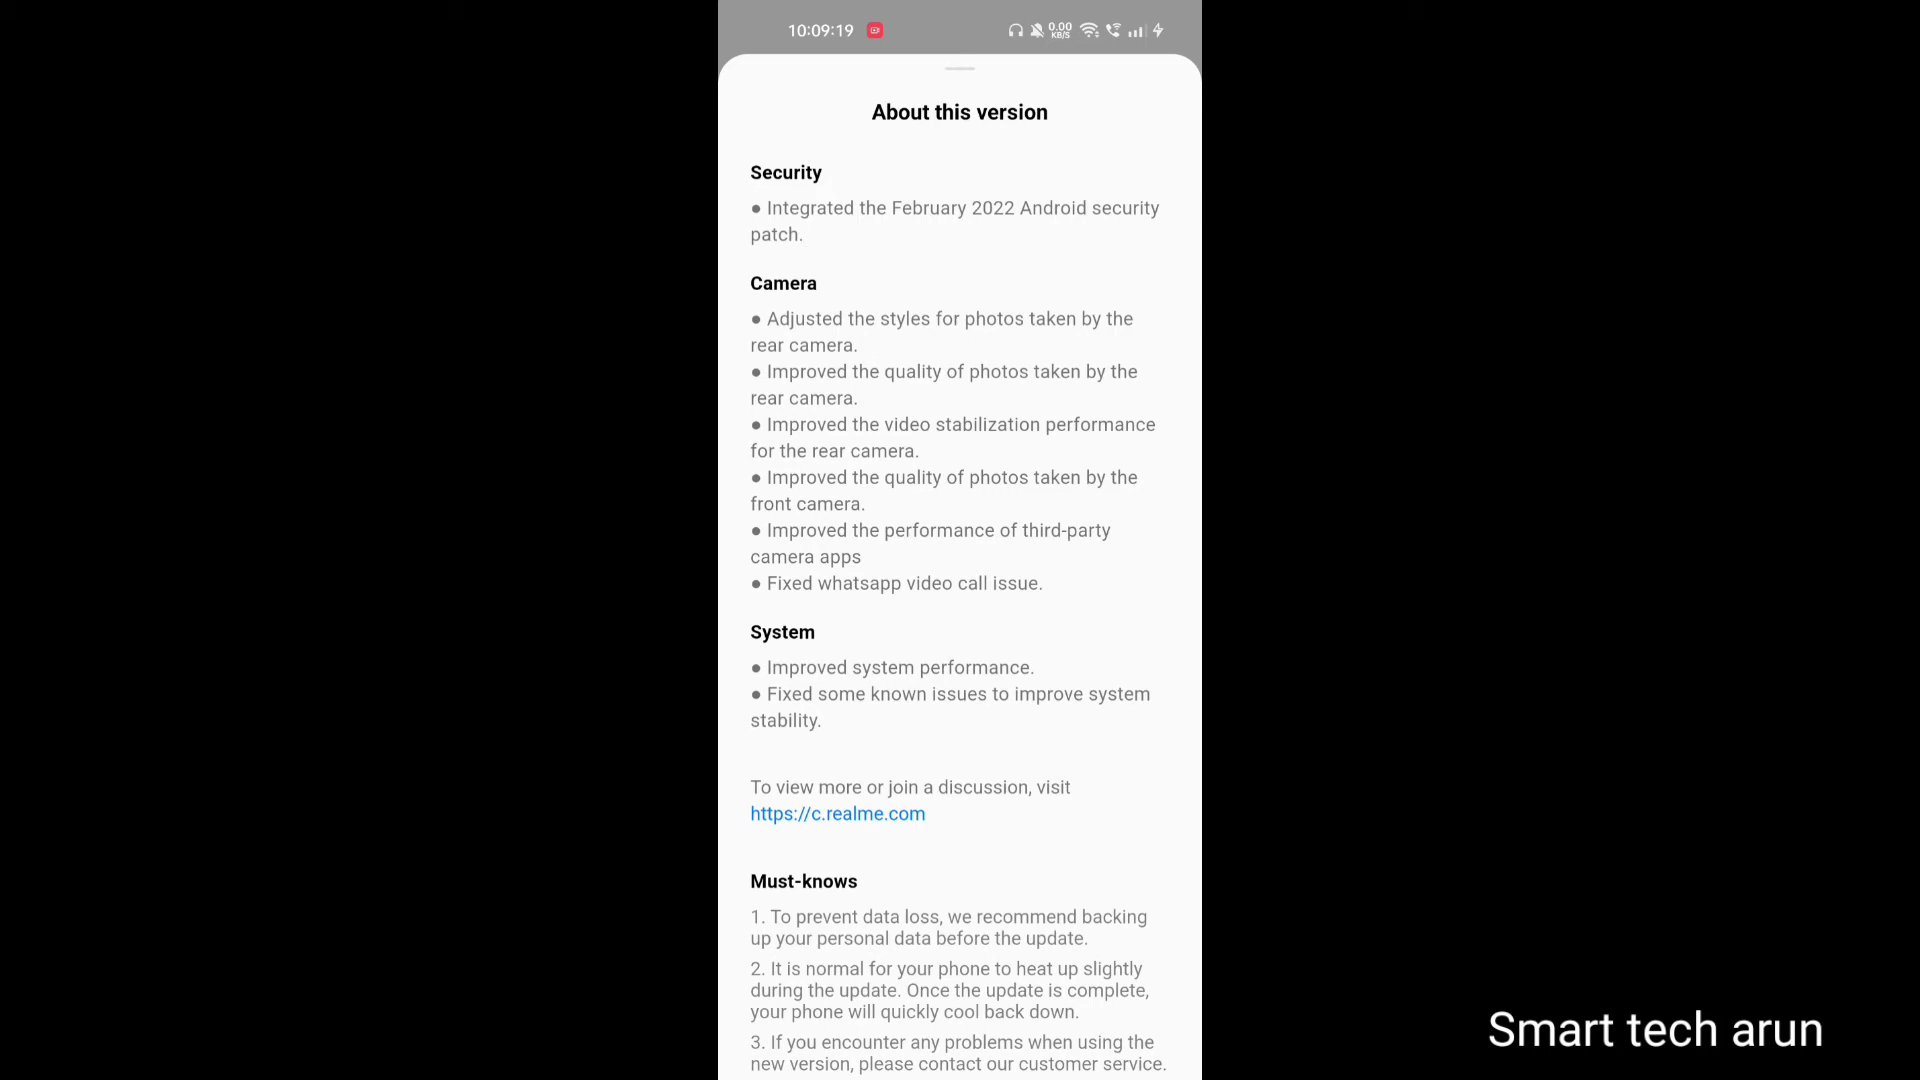 10:09:19
0.00
KB/S
About this version
Security
● Integrated the February 2022 Android security
patch.
Camera
● Adjusted the styles for photos taken by the
rear camera.
● Improved the quality of photos taken by the
rear camera.
● Improved the video stabilization performance
for the rear camera.
● Improved the quality of photos taken by the
front camera.
● Improved the performance of third-party
camera apps
● Fixed whatsapp video call issue.
System
● Improved system performance.
● Fixed some known issues to improve system
stability.
To view more or join a discussion, visit
https://c.realme.com
Must-knows
1. To prevent data loss, we recommend backing
up your personal data before the update.
2. It is normal for your phone to heat up slightly
during the update. Once the update is complete,
your phone will quickly cool back down.
3. If you encounter any problems when using the
new version, please contact our customer service.
Smart tech arun